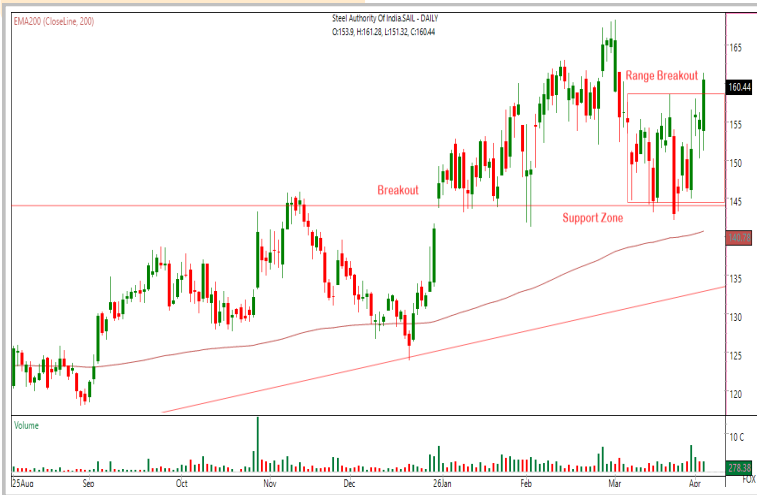 Steel Authority Of India.SAIL - DAILY
EMA200 (CloseLine, 200)
O:153.9, H:161.28, L:151.32, C:160.44
165
Range Breakout
160.44
155
150
Breakout
145
Support Zone
140.76
135
130
125
120
Volume
10 C
278.38
25Aug Sep Oct Nov Dec 26Jan Feb Mar Apr FOX